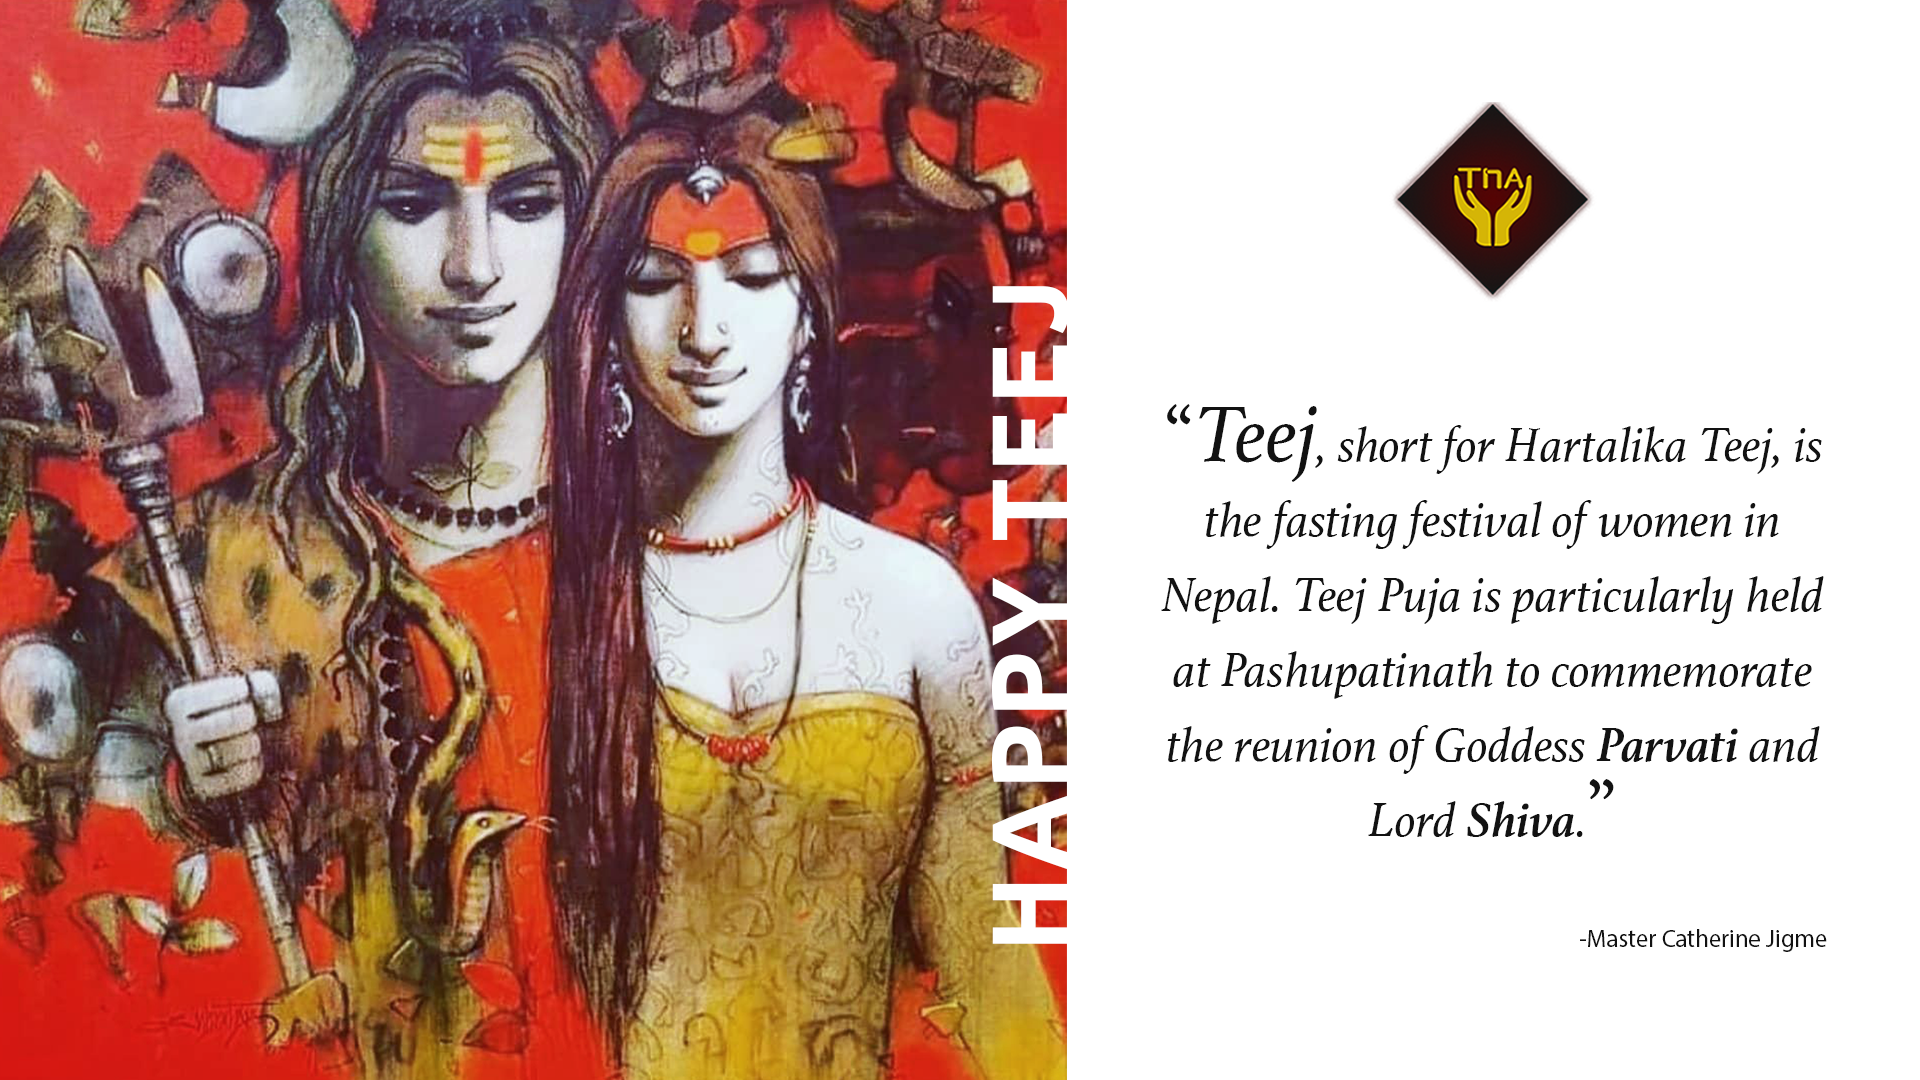 HAPPY TEEJ
TNA
“Teej, short for Hartalika Teej, is
the fasting festival of women in
Nepal. Teej Puja is particularly held
at Pashupatinath to commemorate
the reunion of Goddess Parvati and
Lord Shiva.”
-Master Catherine Jigme